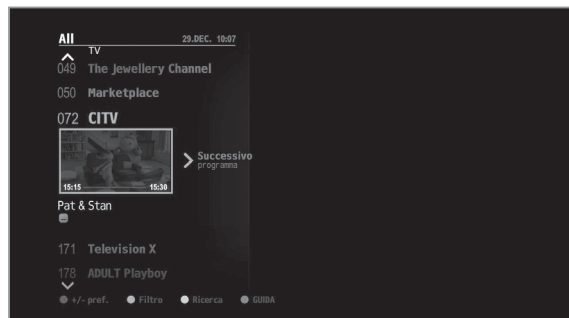 All 29.DEC. 10:07
TV
049 The Jewellery Channel
050 Marketplace
072 CITV
Successivo
programma
15:15 15:30
Pat & Stan
171 Television X
178 ADULT Playboy
+/- pref. Filtro Ricerca GUIDA